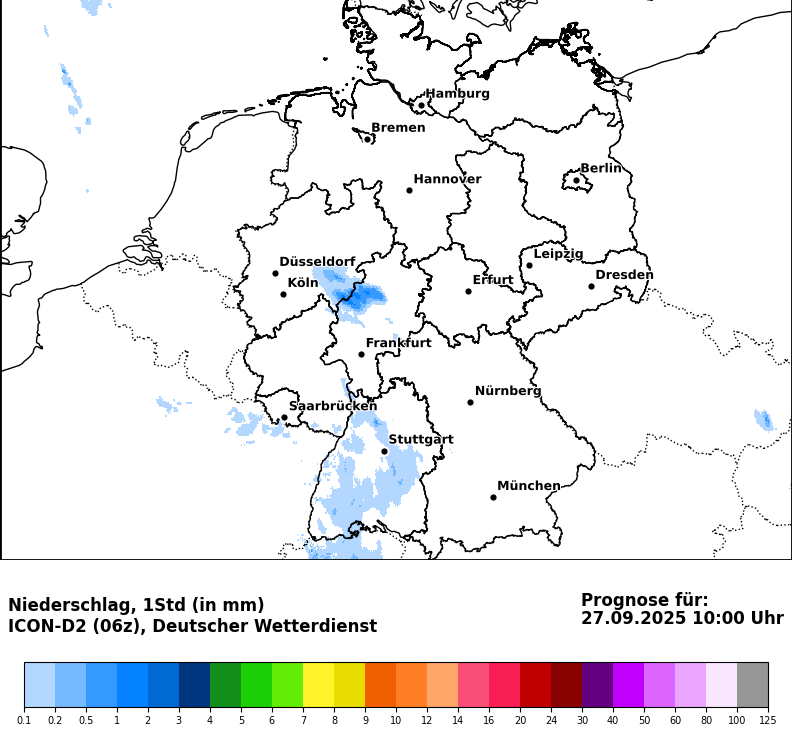 Hamburg
Bremen
Berlin
Hannover
Leipzig
Düsseldorf
Dresden
Köln
Erfurt
Frankfurt
Nürnberg
Saarbrücken
Stuttgart
München
Niederschlag, 1Std (in mm)
ICON-D2 (06z), Deutscher Wetterdienst
Prognose für:
27.09.2025 10:00 Uhr
0.1 0.2 0.5 1 2 3 4 5 6 7 8 9 10 12 14 16 20 24 30 40 50 60 80 100 125